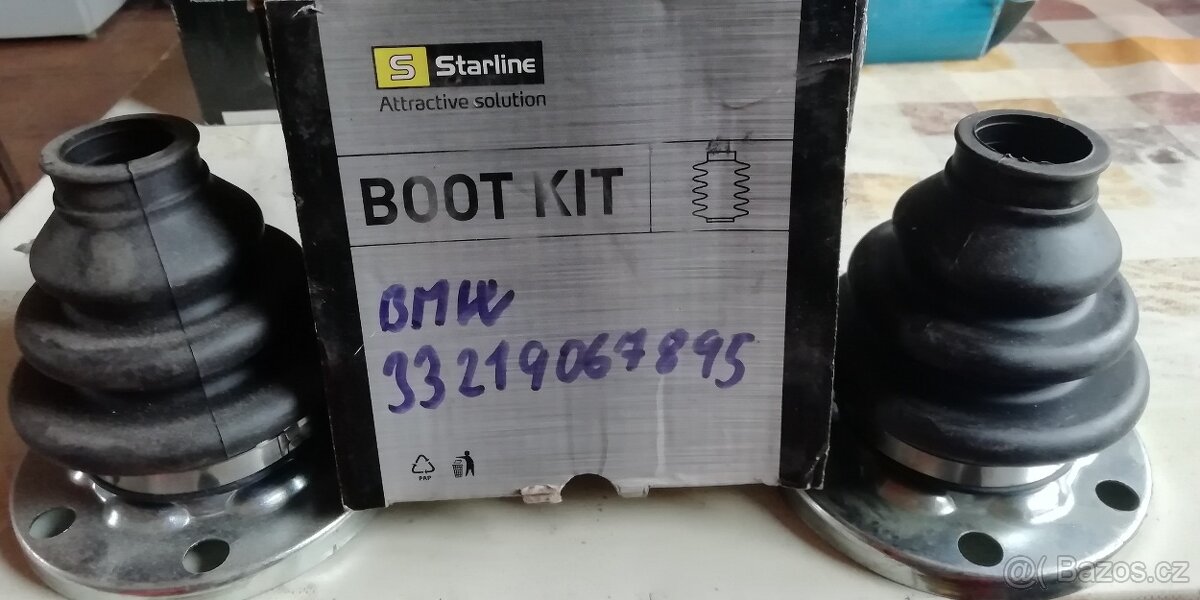 S Starline
Attractive solution
BOOT KIT
BMW
33219067895
PAP
@( Bazos.cz